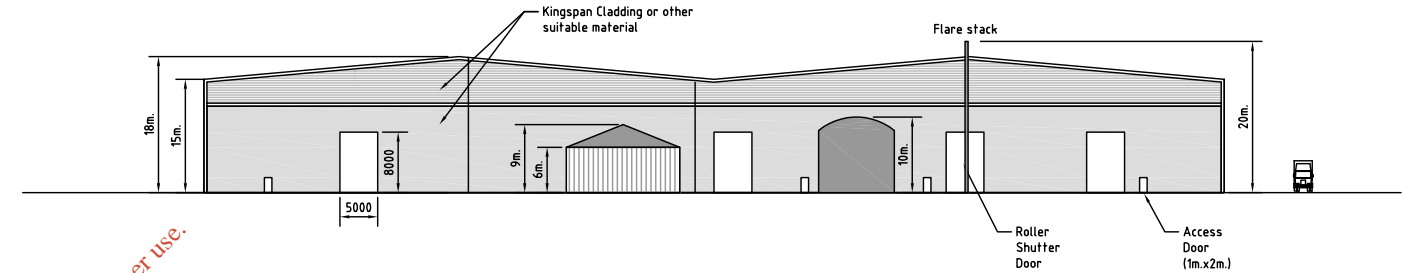 Kingspan Cladding or other
suitable material
Flare stack
18m.
15m.
8000
9m.
6m.
10m.
20m.
5000
Roller
Shutter
Door
Access
Door
(1m.x2m.)
er use.